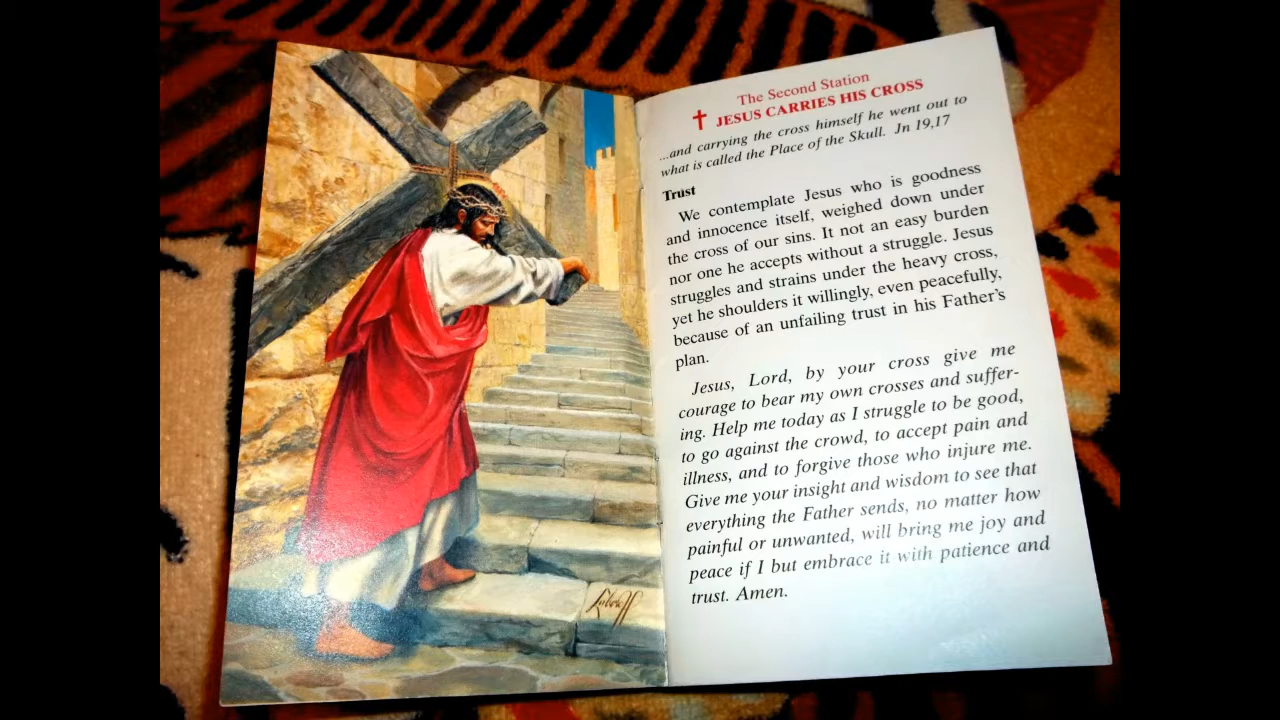 The Second Station
JESUS CARRIES HIS CROSS
...and carrying the cross himself he went out to
what is called the Place of the Skull. Jn 19,17
Trust
We contemplate Jesus who is goodness
and innocence itself, weighed down under
the cross of our sins. It not an easy burden
nor one he accepts without a struggle. Jesus
struggles and strains under the heavy cross,
yet he shoulders it willingly, even peacefully,
because of an unfailing trust in his Father's
plan.
Jesus, Lord, by your cross give me
courage to bear my own crosses and suffer-
ing. Help me today as I struggle to be good,
to go against the crowd, to accept pain and
illness, and to forgive those who injure me.
Give me your insight and wisdom to see that
everything the Father sends, no matter how
painful or unwanted, will bring me joy and
peace if I but embrace it with patience and
trust. Amen.